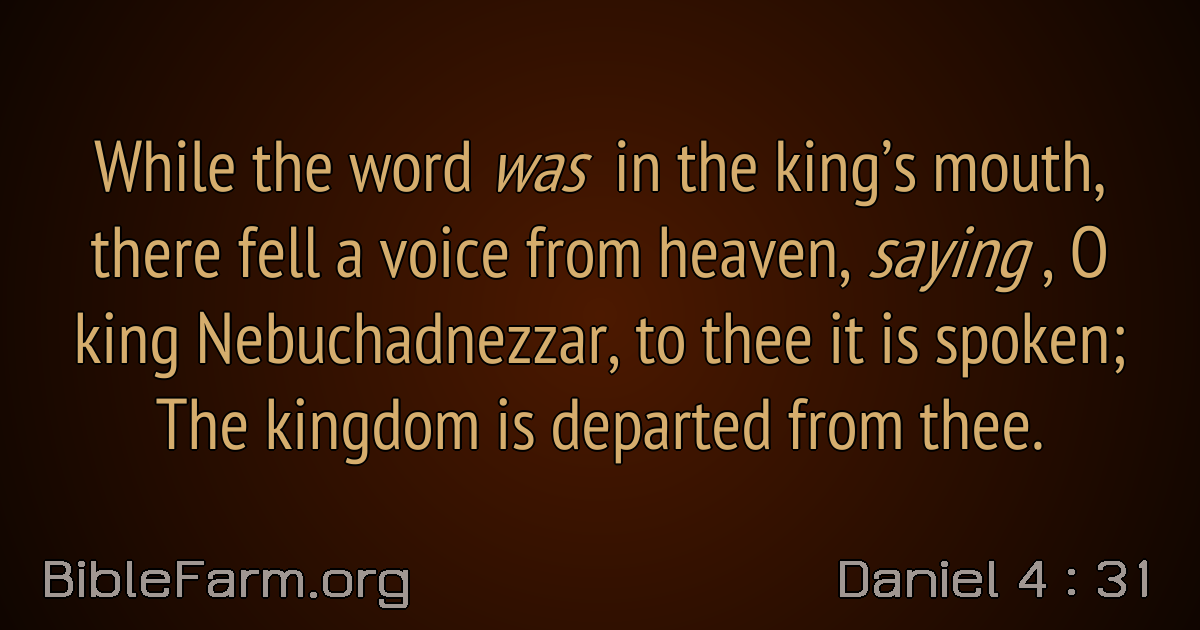 While the word was in the king’s mouth,
there fell a voice from heaven, saying , O
king Nebuchadnezzar, to thee it is spoken;
The kingdom is departed from thee.
BibleFarm.org
Daniel 4 : 31